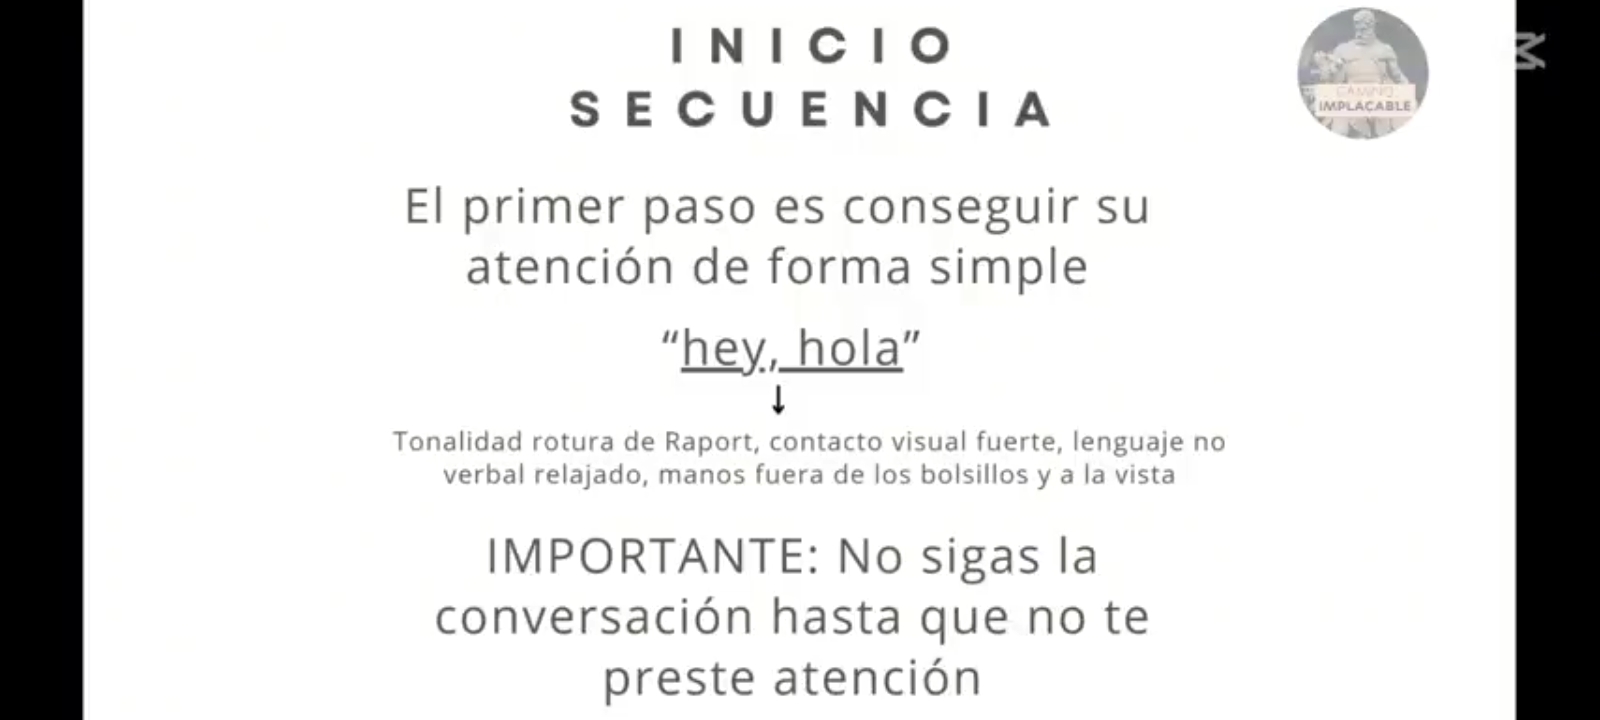 INICIO
SECUENCIA
CAMINO
IMPLACABLE
El primer paso es conseguir su
atención de forma simple
“hey, hola”
↓
Tonalidad rotura de Raport, contacto visual fuerte, lenguaje no
verbal relajado, manos fuera de los bolsillos y a la vista
IMPORTANTE: No sigas la
conversación hasta que no te
preste atención